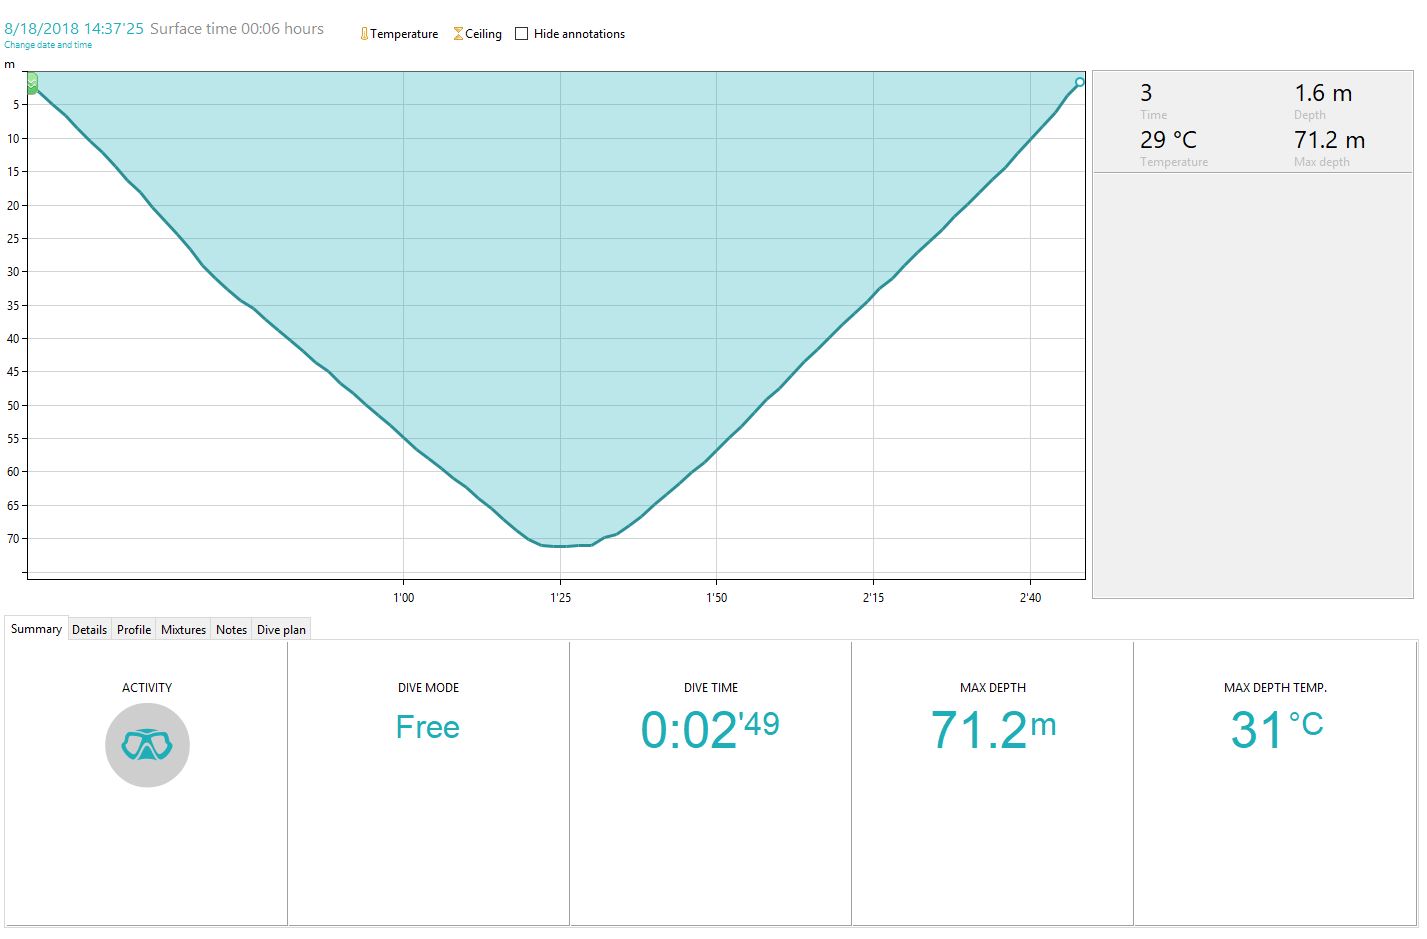 8/18/2018 14:37'25 Surface time 00:06 hours
Change date and time
Temperature Ceiling Hide annotations
m
5
10
15
20
25
30
35
40
45
50
55
60
65
70
1'00 1'25 1'50 2'15 2'40
3 1.6 m
Time Depth
29 °C 71.2 m
Temperature Max depth
Summary Details Profile Mixtures Notes Dive plan
ACTIVITY DIVE MODE DIVE TIME MAX DEPTH MAX DEPTH TEMP.
Free 0:02'49 71.2m 31°C